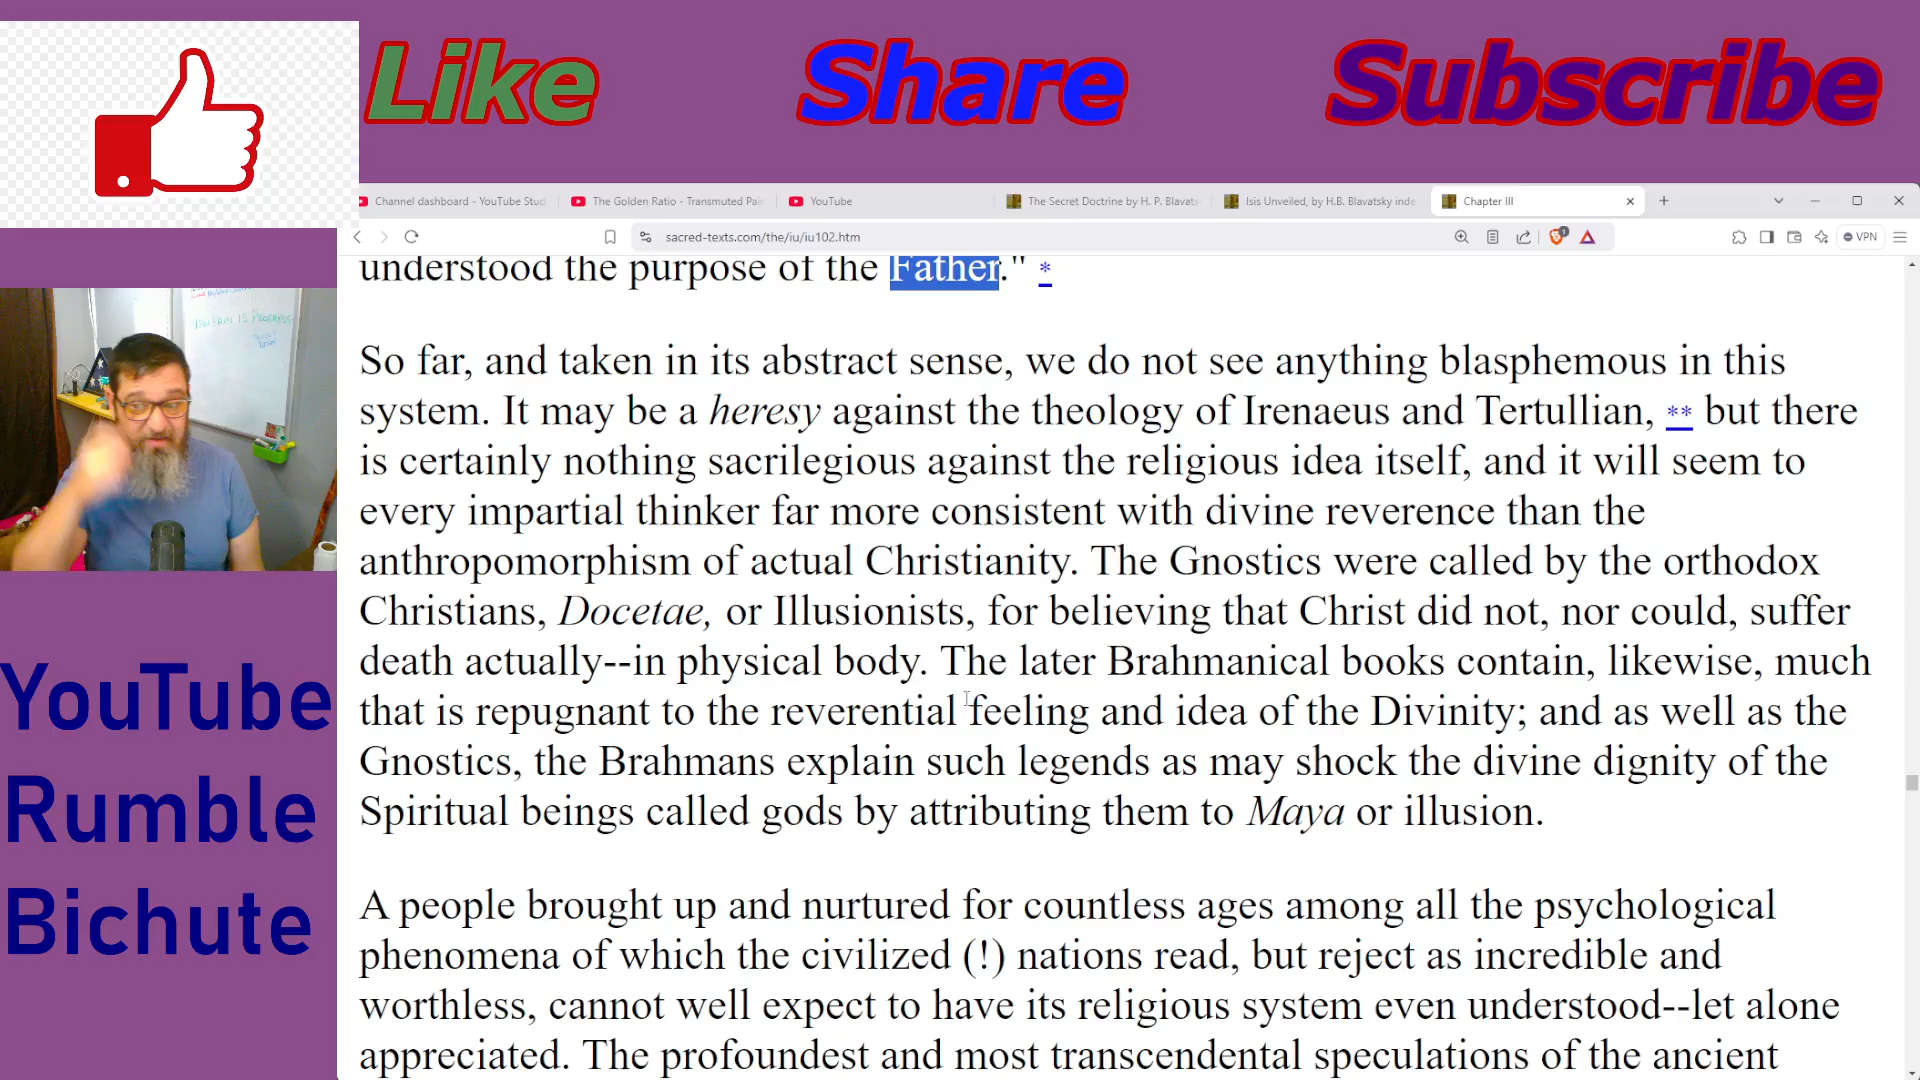 Like Share Subscribe
Channel dashboard - YouTube Stud
The Golden Ratio - Transmuted Pai
YouTube
The Secret Doctrine by H. P. Blavats
Isis Unveiled, by H.B. Blavatsky inde
Chapter III
sacred-texts.com/the/iu/iu102.htm
VPN
understood the purpose of the Father." *
So far, and taken in its abstract sense, we do not see anything blasphemous in this
system. It may be a heresy against the theology of Irenaeus and Tertullian, ** but there
is certainly nothing sacrilegious against the religious idea itself, and it will seem to
every impartial thinker far more consistent with divine reverence than the
anthropomorphism of actual Christianity. The Gnostics were called by the orthodox
Christians, Docetae, or Illusionists, for believing that Christ did not, nor could, suffer
death actually--in physical body. The later Brahmanical books contain, likewise, much
that is repugnant to the reverential feeling and idea of the Divinity; and as well as the
Gnostics, the Brahmans explain such legends as may shock the divine dignity of the
Spiritual beings called gods by attributing them to Maya or illusion.
A people brought up and nurtured for countless ages among all the psychological
phenomena of which the civilized (!) nations read, but reject as incredible and
worthless, cannot well expect to have its religious system even understood--let alone
appreciated. The profoundest and most transcendental speculations of the ancient
YouTube
Rumble
Bichute